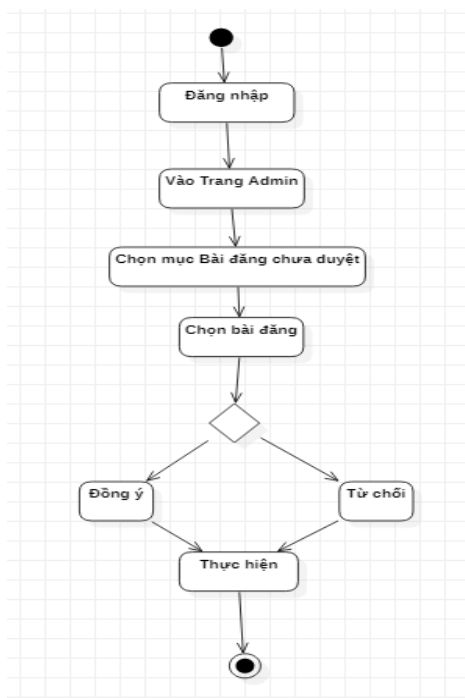 Đăng nhập
Vào Trang Admin
Chọn mục Bài đăng chưa duyệt
Chọn bài đăng
Đồng ý
Từ chối
Thực hiện